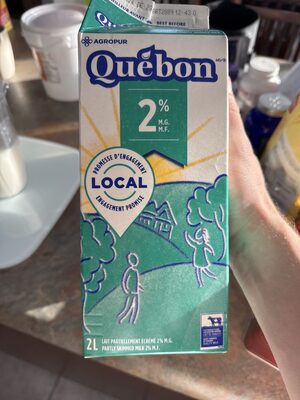 BEST BEFORE
AGROPUR
Québon
2%
M.G.
M.F.
PROMESSE D'ENGAGEMENT
LOCAL
ENGAGEMENT PROMISE
2L
LAIT PARTIELLEMENT ÉCRÉMÉ 2% M.G.
PARTLY SKIMMED MILK 2% M.F.